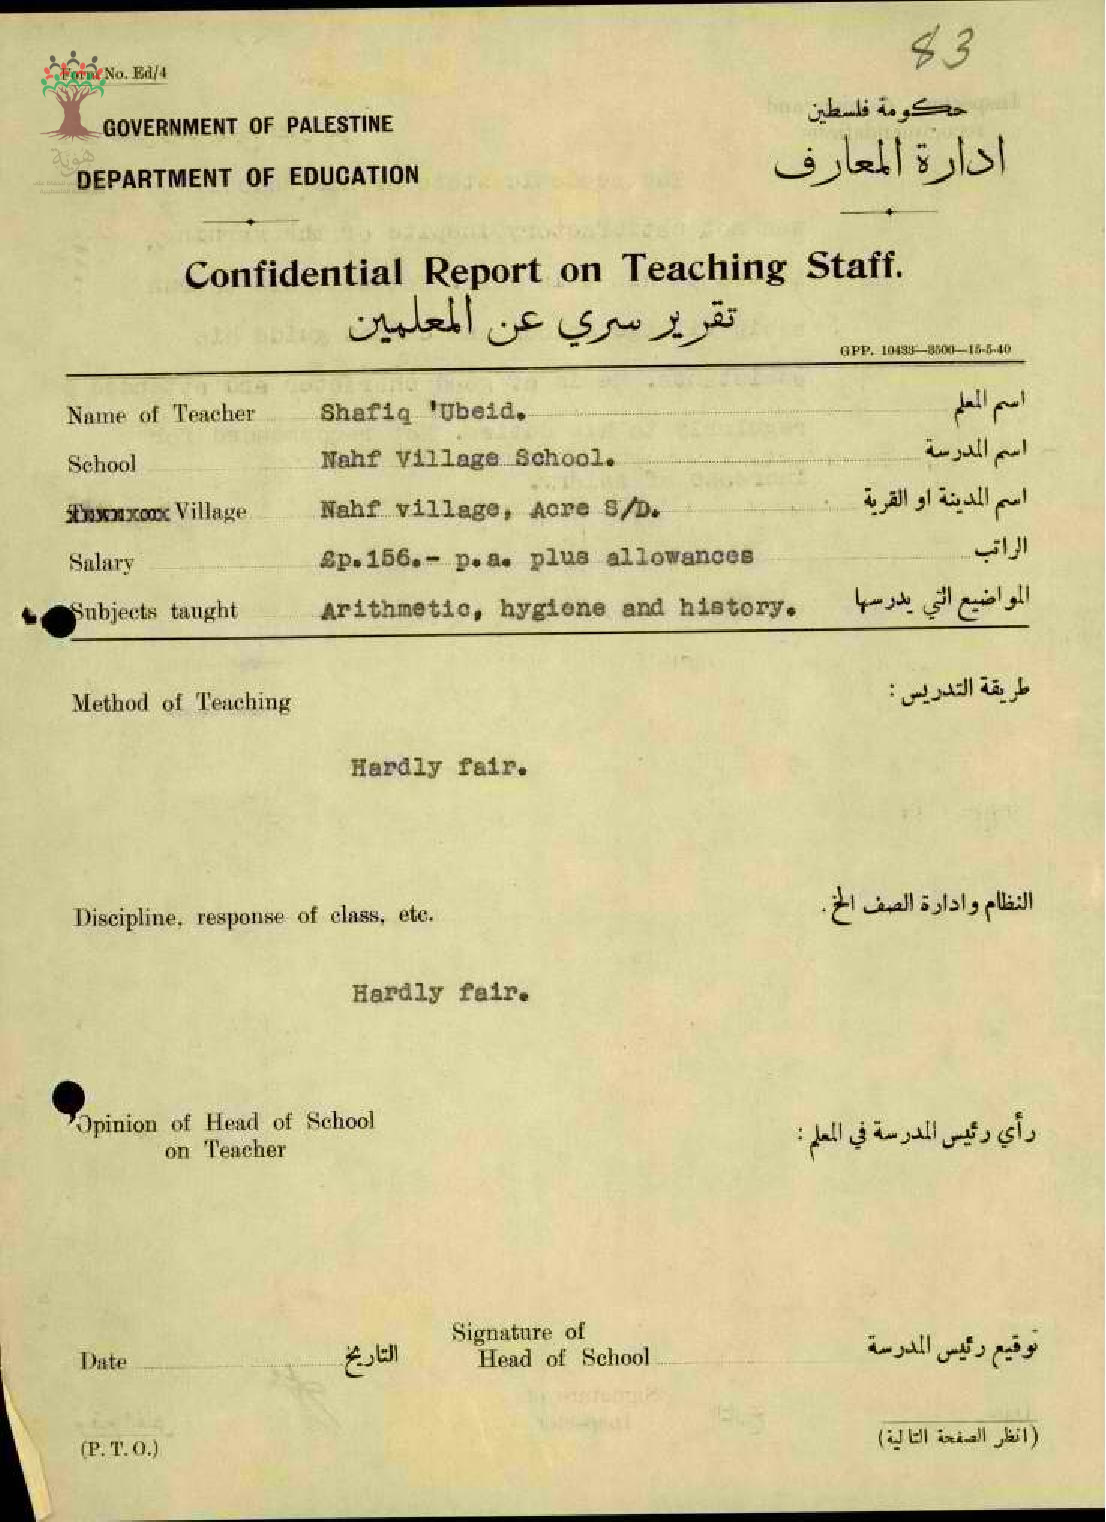 83
Form No. Ed/4
GOVERNMENT OF PALESTINE
حكومة فلسطين
DEPARTMENT OF EDUCATION
ادارة المعارف
Confidential Report on Teaching Staff.
تقرير سري عن المعلمين
GPP. 10433—3500—15-5-40
Name of Teacher Shafiq 'Ubeid. اسم المعلم
School Nahf Village School. اسم المدرسة
Village Nahf village, Acre S/D. اسم المدينة او القرية
Salary £p.156.- p.a. plus allowances الراتب
Subjects taught Arithmetic, hygiene and history. المواضيع التي يدرسها
Method of Teaching طريقة التدريس:
Hardly fair.
Discipline, response of class, etc. النظام وادارة الصف الخ.
Hardly fair.
Opinion of Head of School
on Teacher رأي رئيس المدرسة في المعلم:
Signature of
Date التاريخ Head of School توقيع رئيس المدرسة
(P. T. O.) (انظر الصفحة التالية)